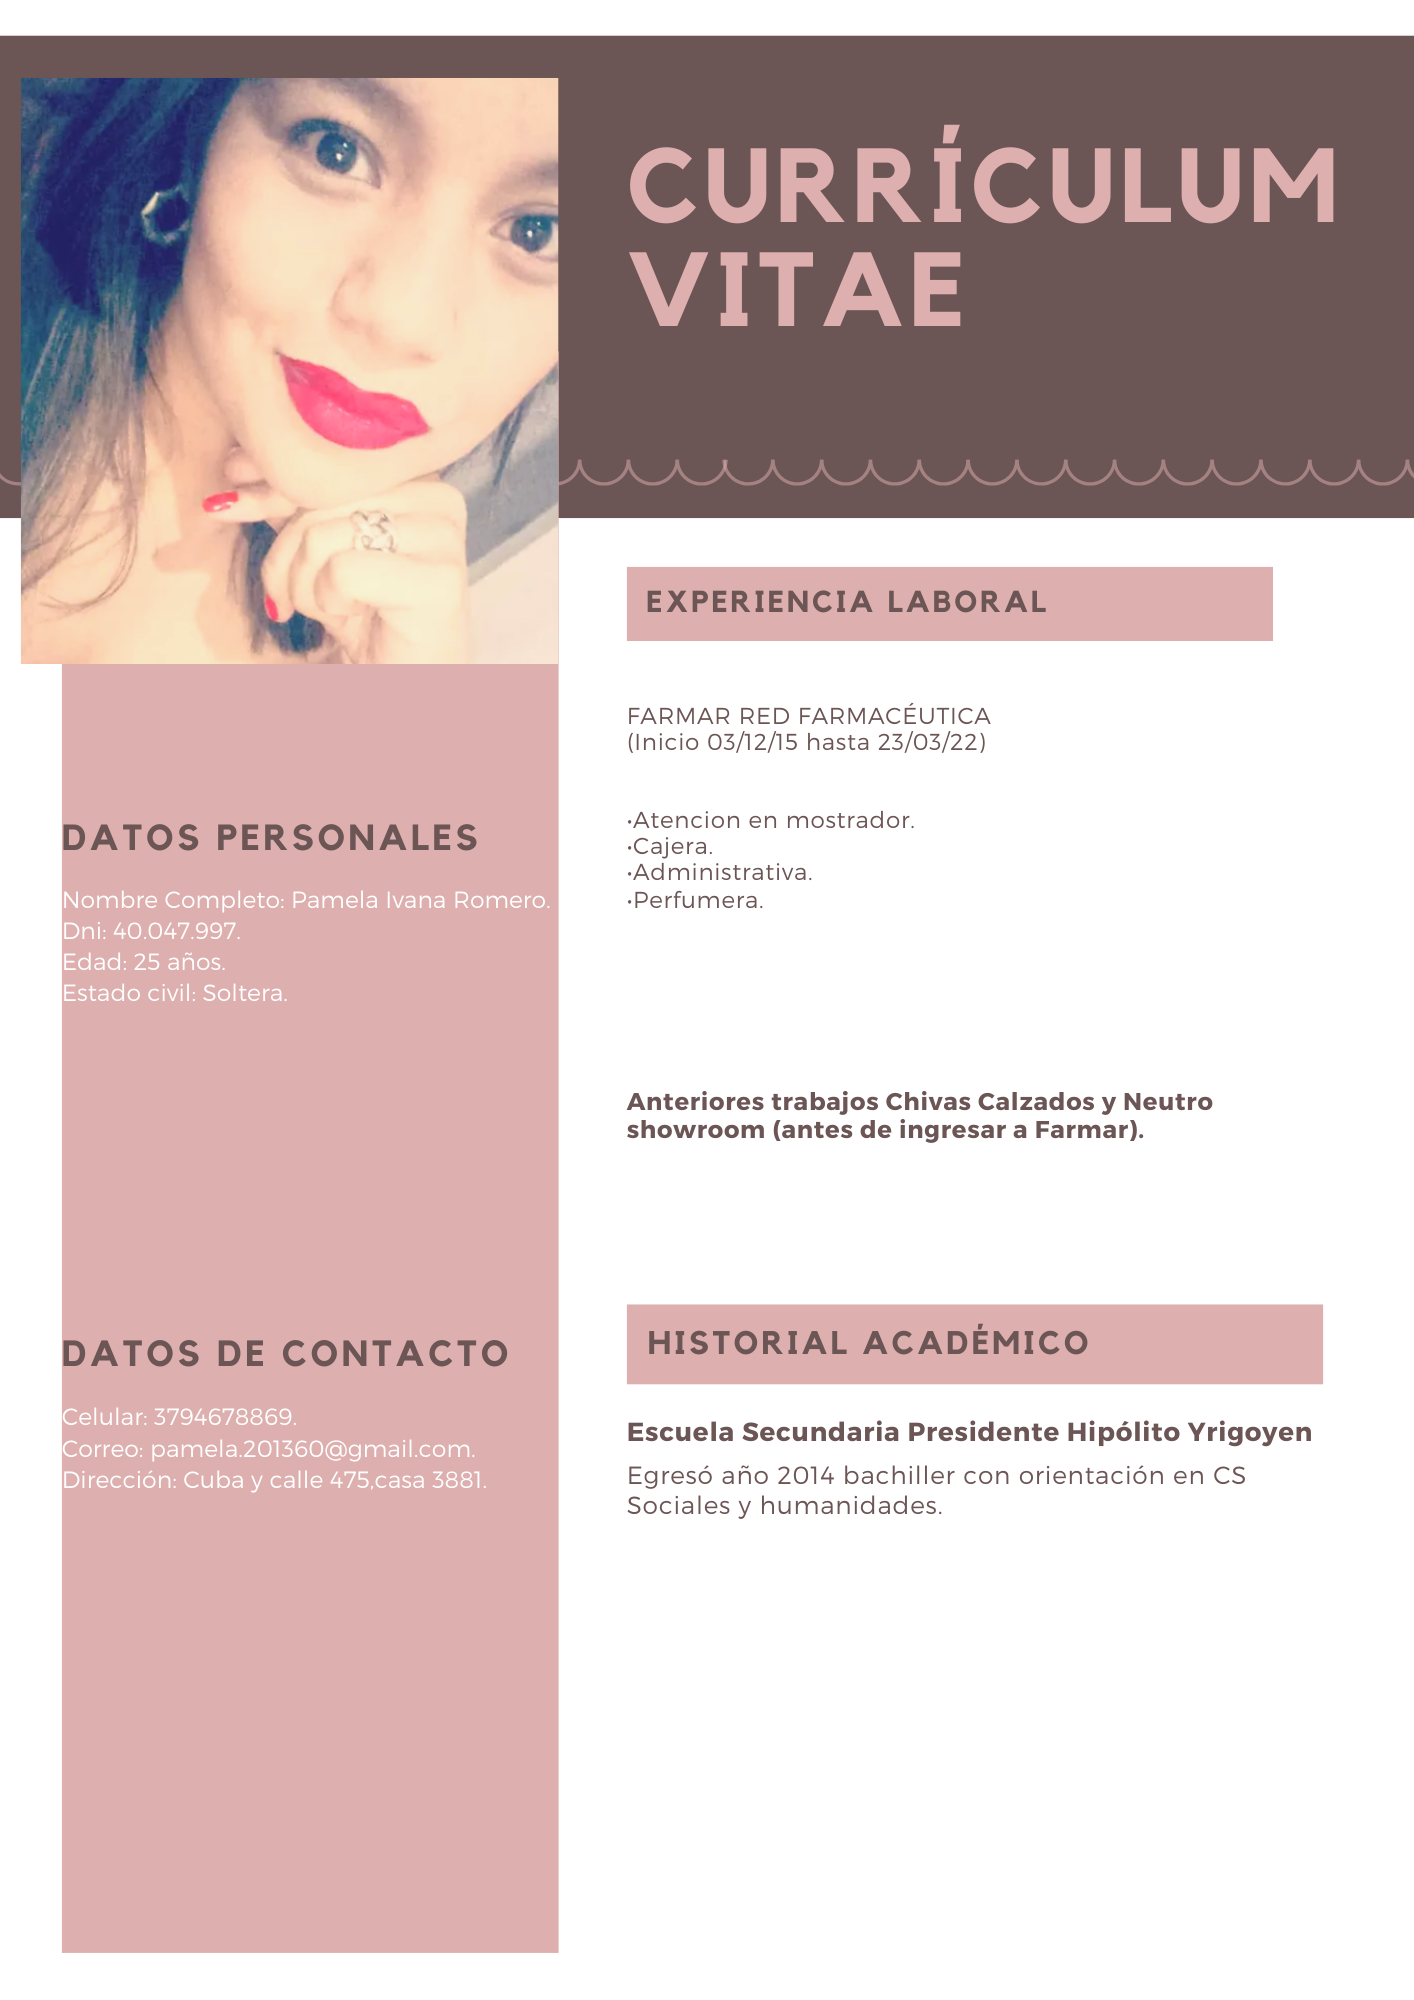 CURRÍCULUM
VITAE
DATOS PERSONALES
Nombre Completo: Pamela Ivana Romero.
Dni: 40.047.997.
Edad: 25 años.
Estado civil: Soltera.
DATOS DE CONTACTO
Celular: 3794678869.
Correo: pamela.201360@gmail.com.
Dirección: Cuba y calle 475,casa 3881.
EXPERIENCIA LABORAL
FARMAR RED FARMACÉUTICA
(Inicio 03/12/15 hasta 23/03/22)
•Atencion en mostrador.
•Cajera.
•Administrativa.
•Perfumera.
Anteriores trabajos Chivas Calzados y Neutro
showroom (antes de ingresar a Farmar).
HISTORIAL ACADÉMICO
Escuela Secundaria Presidente Hipólito Yrigoyen
Egresó año 2014 bachiller con orientación en CS
Sociales y humanidades.